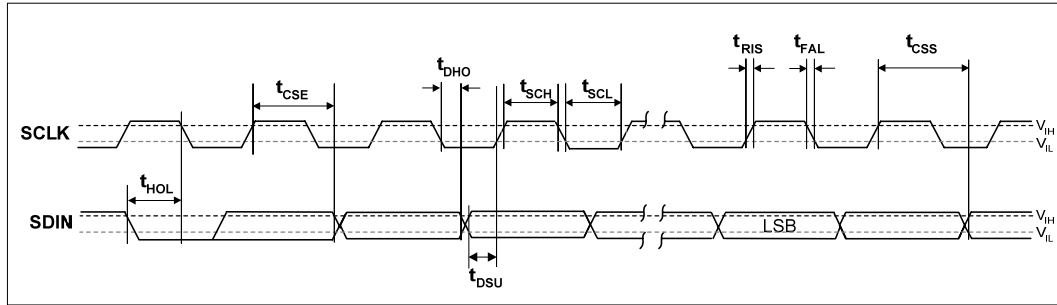 tRIS tFAL tCSS
tDHO
tCSE tSCH tSCL
SCLK VIH
VIL
tHOL
SDIN LSB VIH
VIL
tDSU